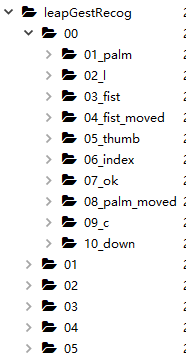 leapGestRecog
00
01_palm
02_l
03_fist
04_fist_moved
05_thumb
06_index
07_ok
08_palm_moved
09_c
10_down
01
02
03
04
05